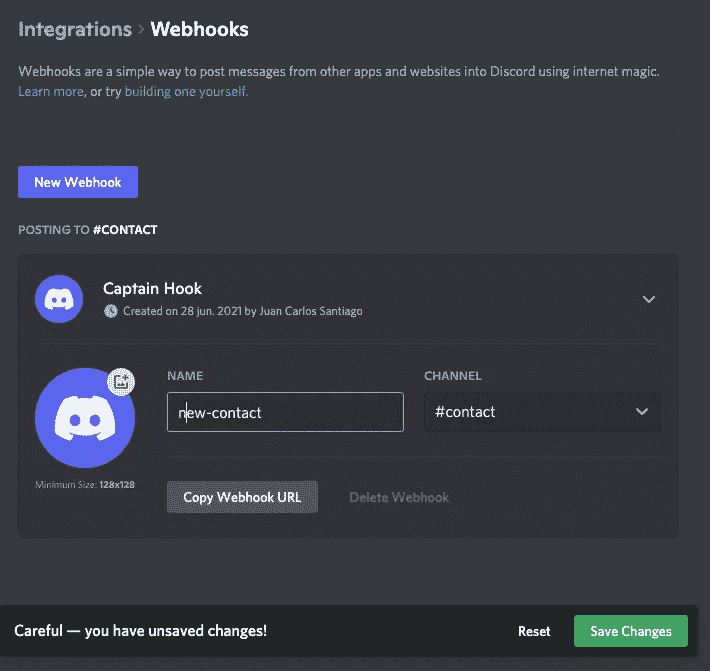 Integrations > Webhooks
Webhooks are a simple way to post messages from other apps and websites into Discord using internet magic.
Learn more, or try building one yourself.
New Webhook
POSTING TO #CONTACT
Captain Hook
Created on 28 jun. 2021 by Juan Carlos Santiago
NAME
CHANNEL
new-contact
#contact
Minimum Size: 128x128
Copy Webhook URL
Delete Webhook
Careful — you have unsaved changes!
Reset
Save Changes